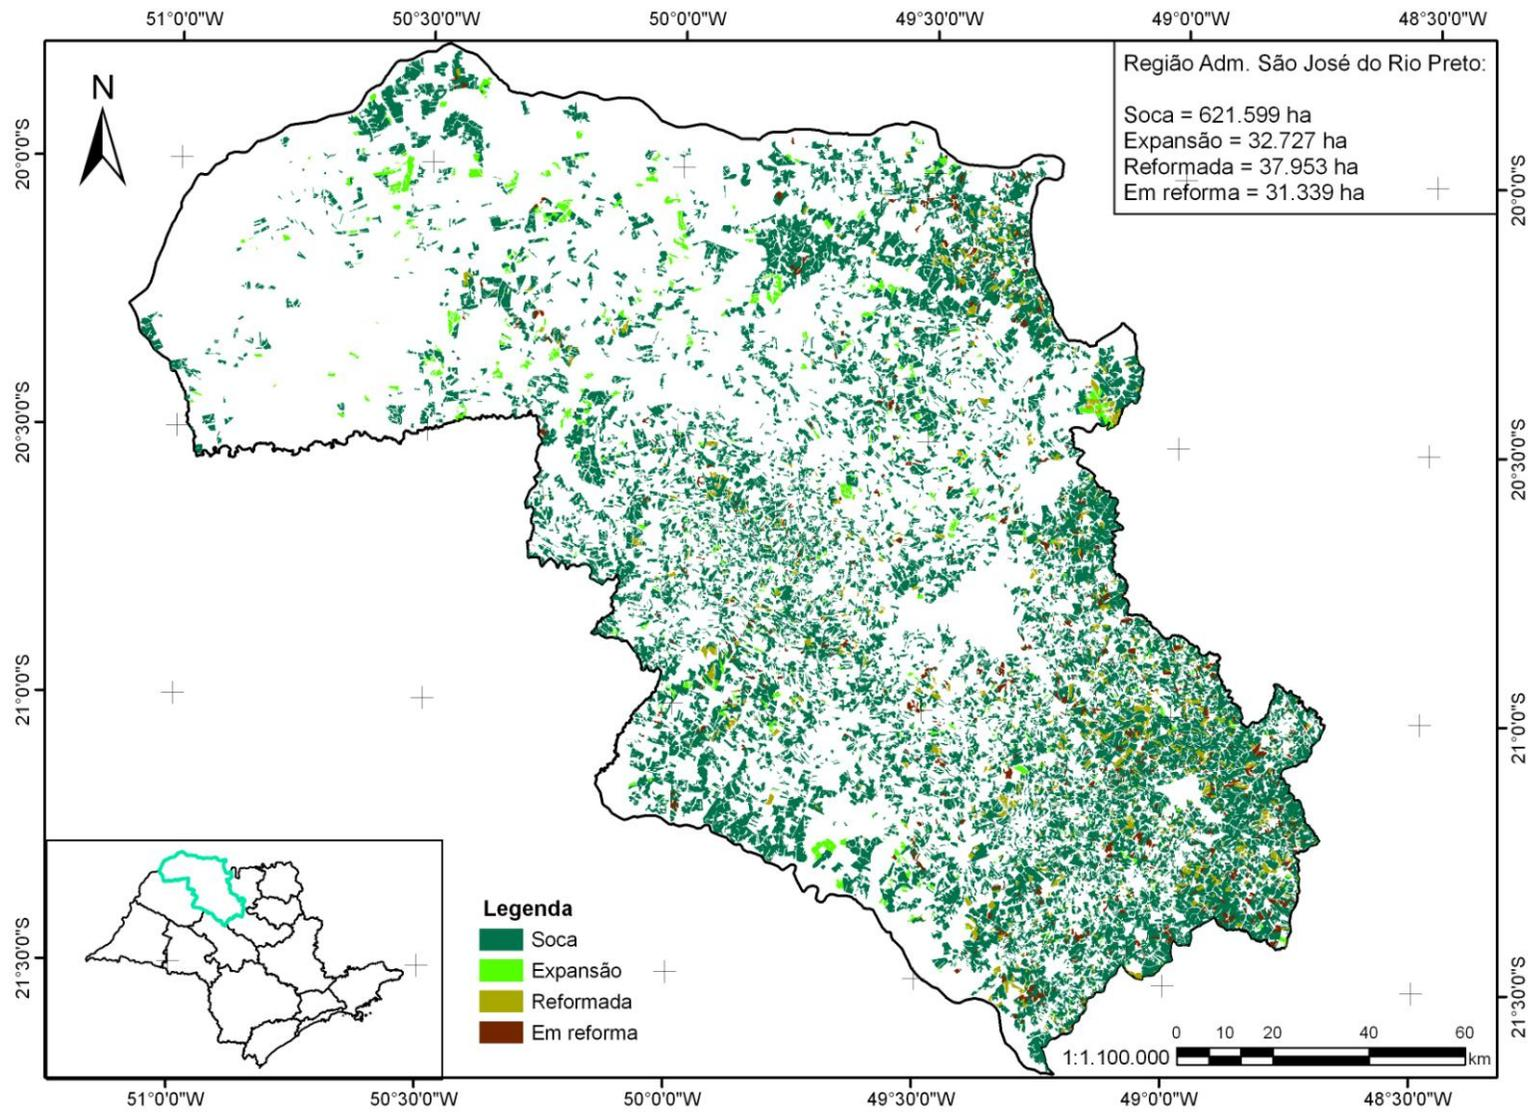 51°0'0"W 50°30'0"W 50°0'0"W 49°30'0"W 49°0'0"W 48°30'0"W
N
Região Adm. São José do Rio Preto:
Soca = 621.599 ha
Expansão = 32.727 ha
Reformada = 37.953 ha
Em reforma = 31.339 ha
20°0'0"S
20°0'0"S
20°30'0"S
20°30'0"S
21°0'0"S
21°0'0"S
21°30'0"S
21°30'0"S
Legenda
Soca
Expansão
Reformada
Em reforma
0 10 20 40 60
1:1.100.000 km
51°0'0"W 50°30'0"W 50°0'0"W 49°30'0"W 49°0'0"W 48°30'0"W